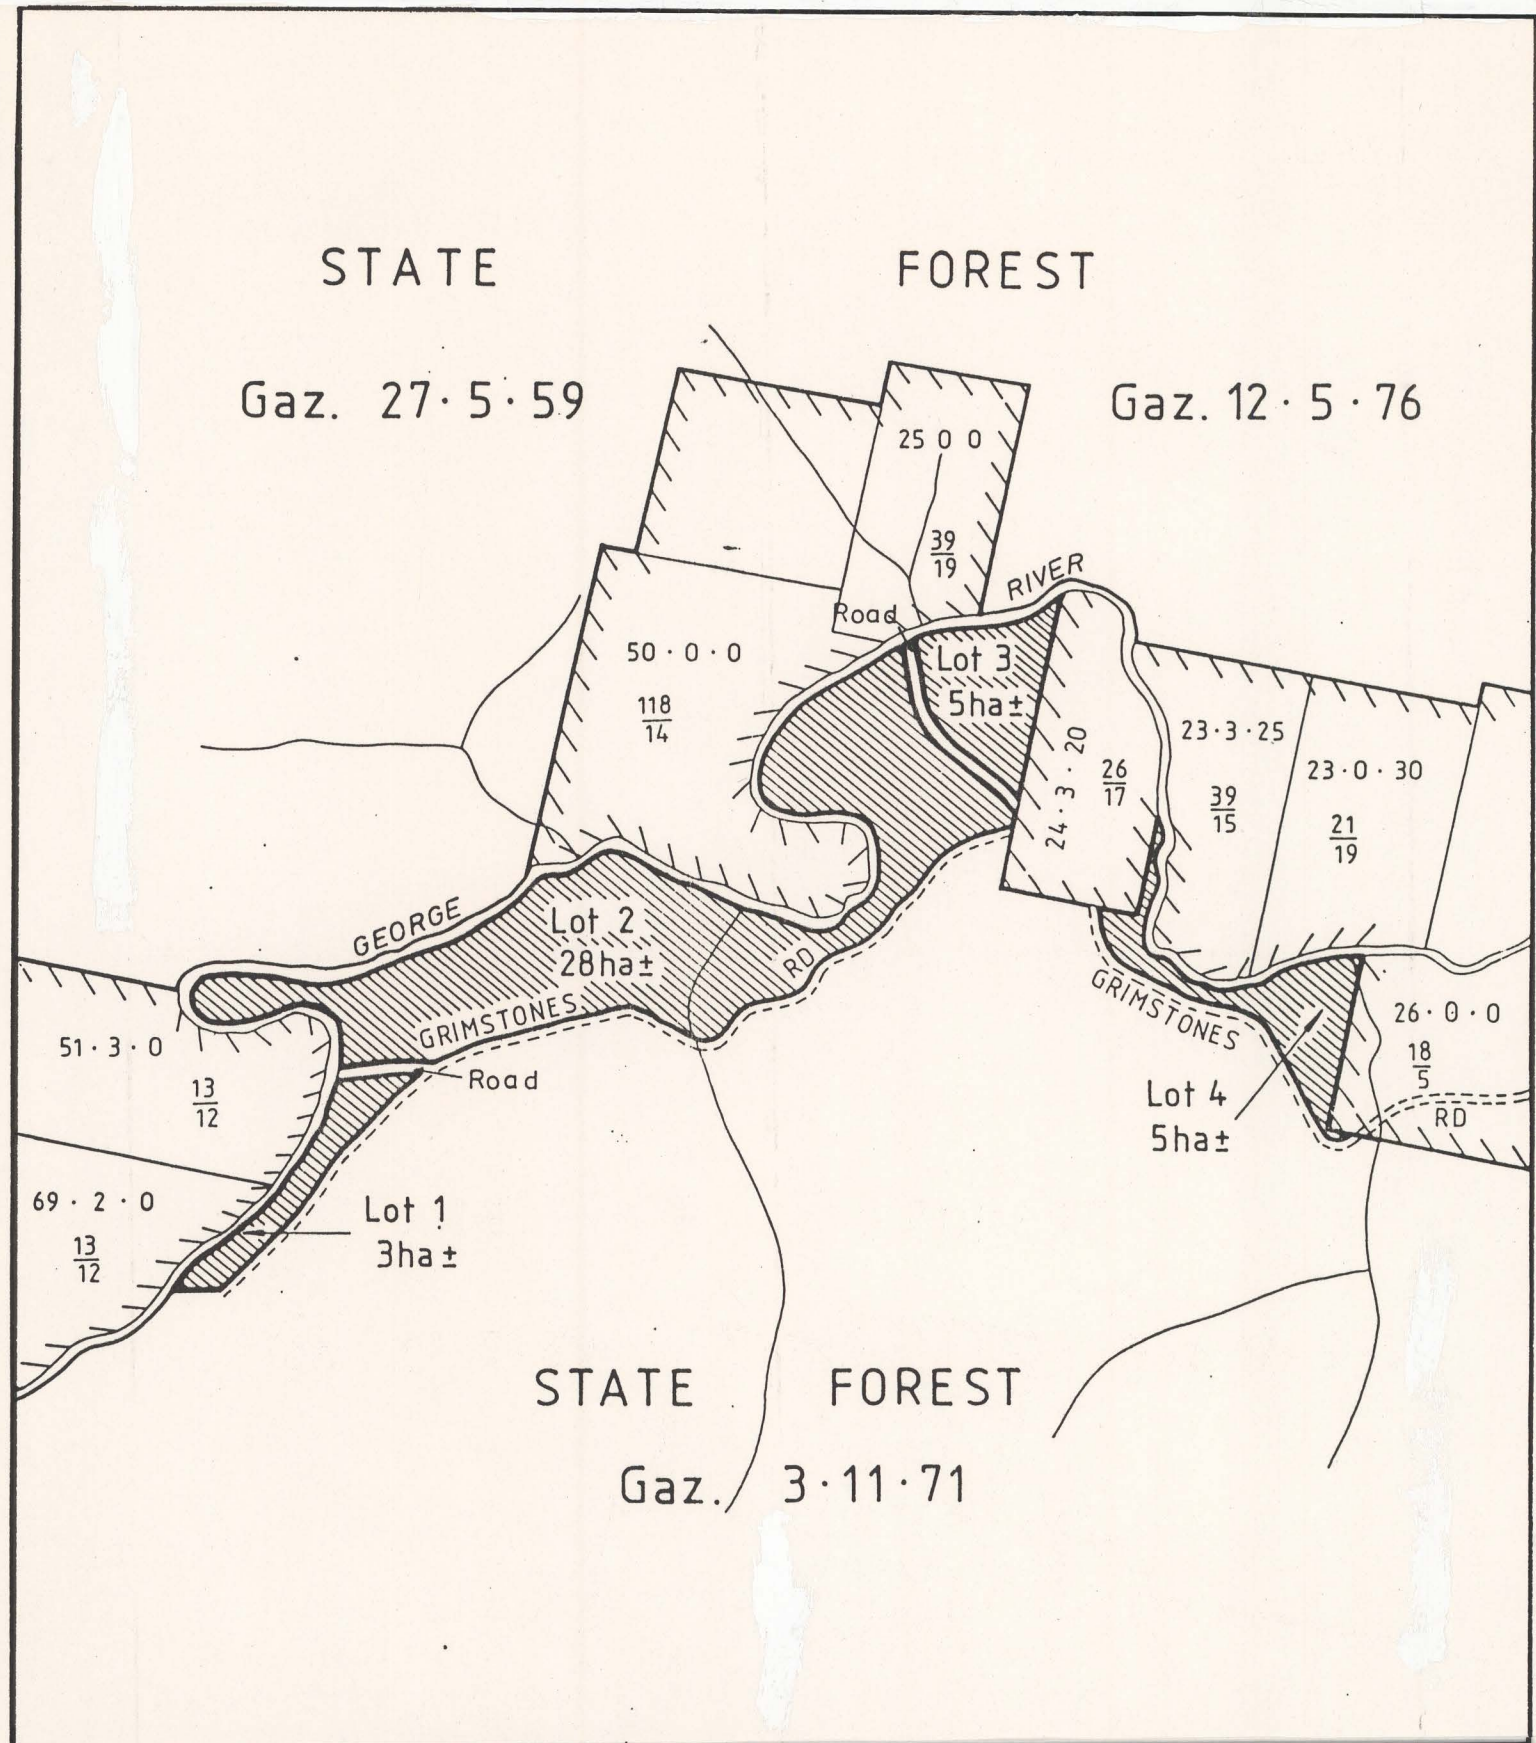 STATE FOREST
Gaz. 27·5·59
Gaz. 12·5·76
25 0 0
39
19
RIVER
Road
50·0·0
118
14
Lot 3
5ha±
24·3·20
26
17
23·3·25
39
15
23·0·30
21
19
GEORGE
Lot 2
28ha±
RD
GRIMSTONES
Road
51·3·0
13
12
GRIMSTONES
26·0·0
18
5
RD
Lot 4
5ha±
69·2·0
13
12
Lot 1
3ha±
STATE FOREST
Gaz. 3·11·71